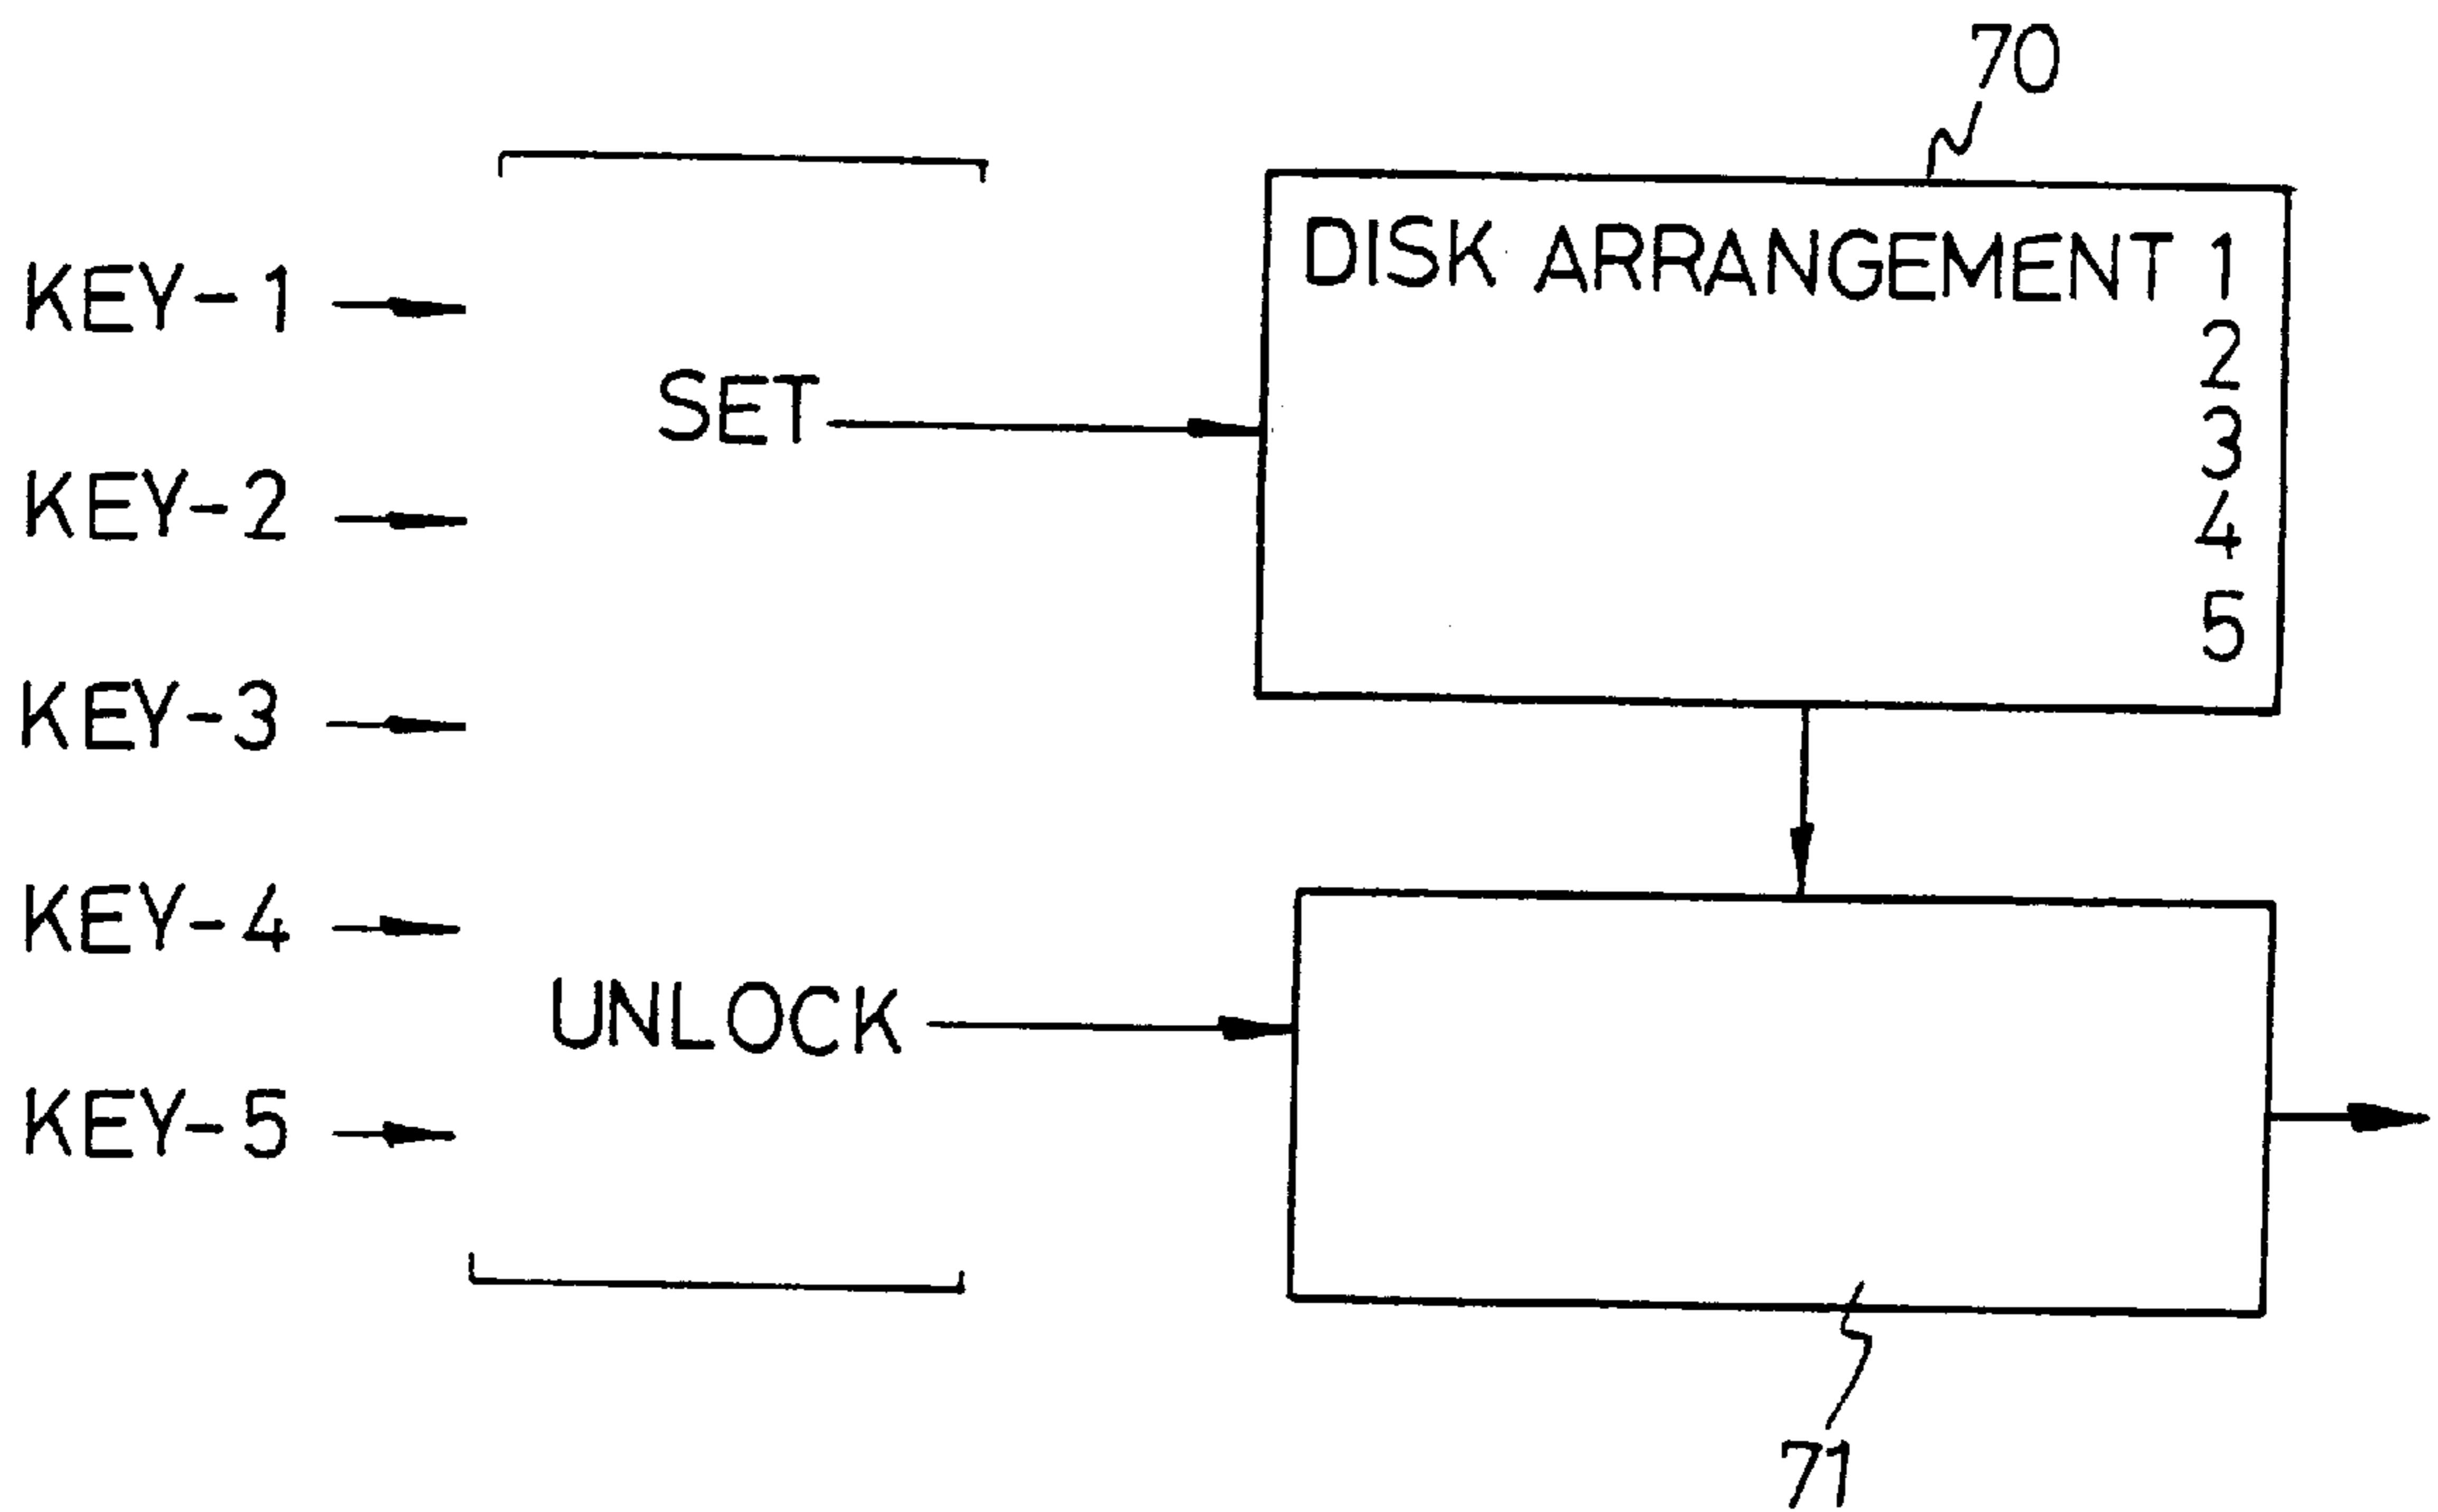 70
DISK ARRANGEMENT 1
2
3
4
5
KEY-1
SET
KEY-2
KEY-3
KEY-4
UNLOCK
KEY-5
71